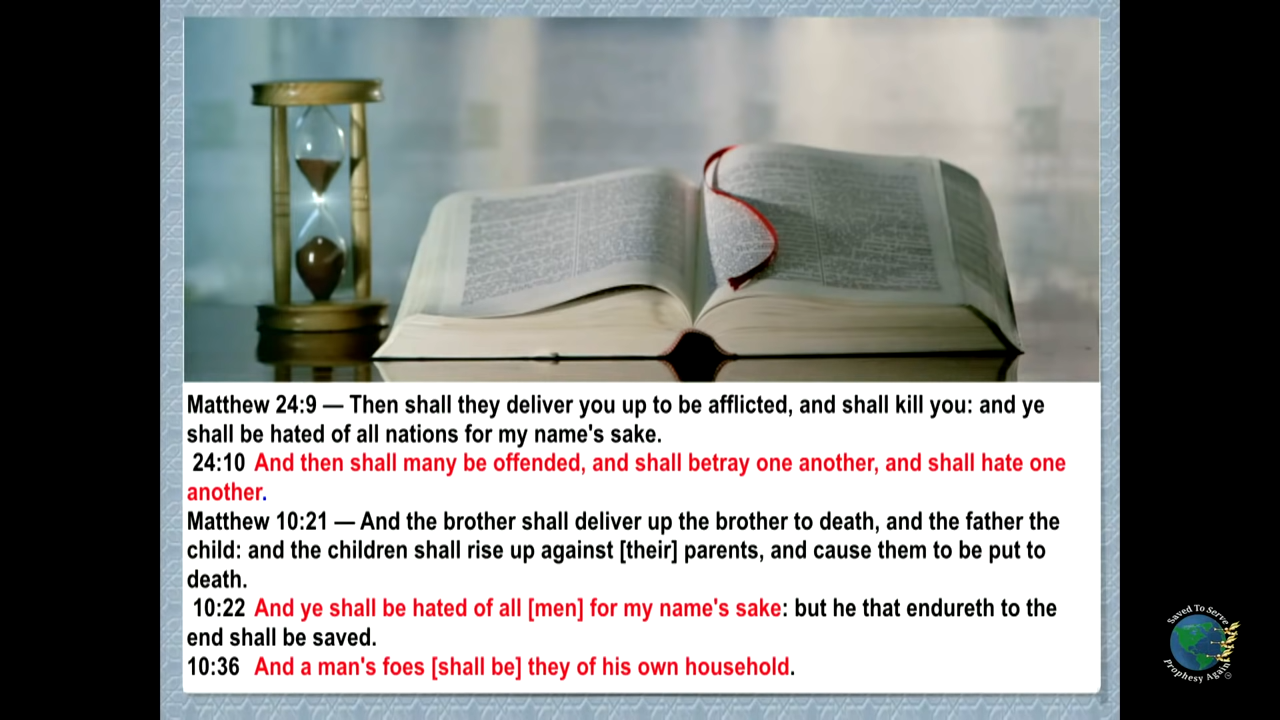 Matthew 24:9 — Then shall they deliver you up to be afflicted, and shall kill you: and ye
shall be hated of all nations for my name's sake.
24:10 And then shall many be offended, and shall betray one another, and shall hate one
another.
Matthew 10:21 — And the brother shall deliver up the brother to death, and the father the
child: and the children shall rise up against [their] parents, and cause them to be put to
death.
10:22 And ye shall be hated of all [men] for my name's sake: but he that endureth to the
end shall be saved.
10:36 And a man's foes [shall be] they of his own household.
Saved To Serve
Prophesy Again